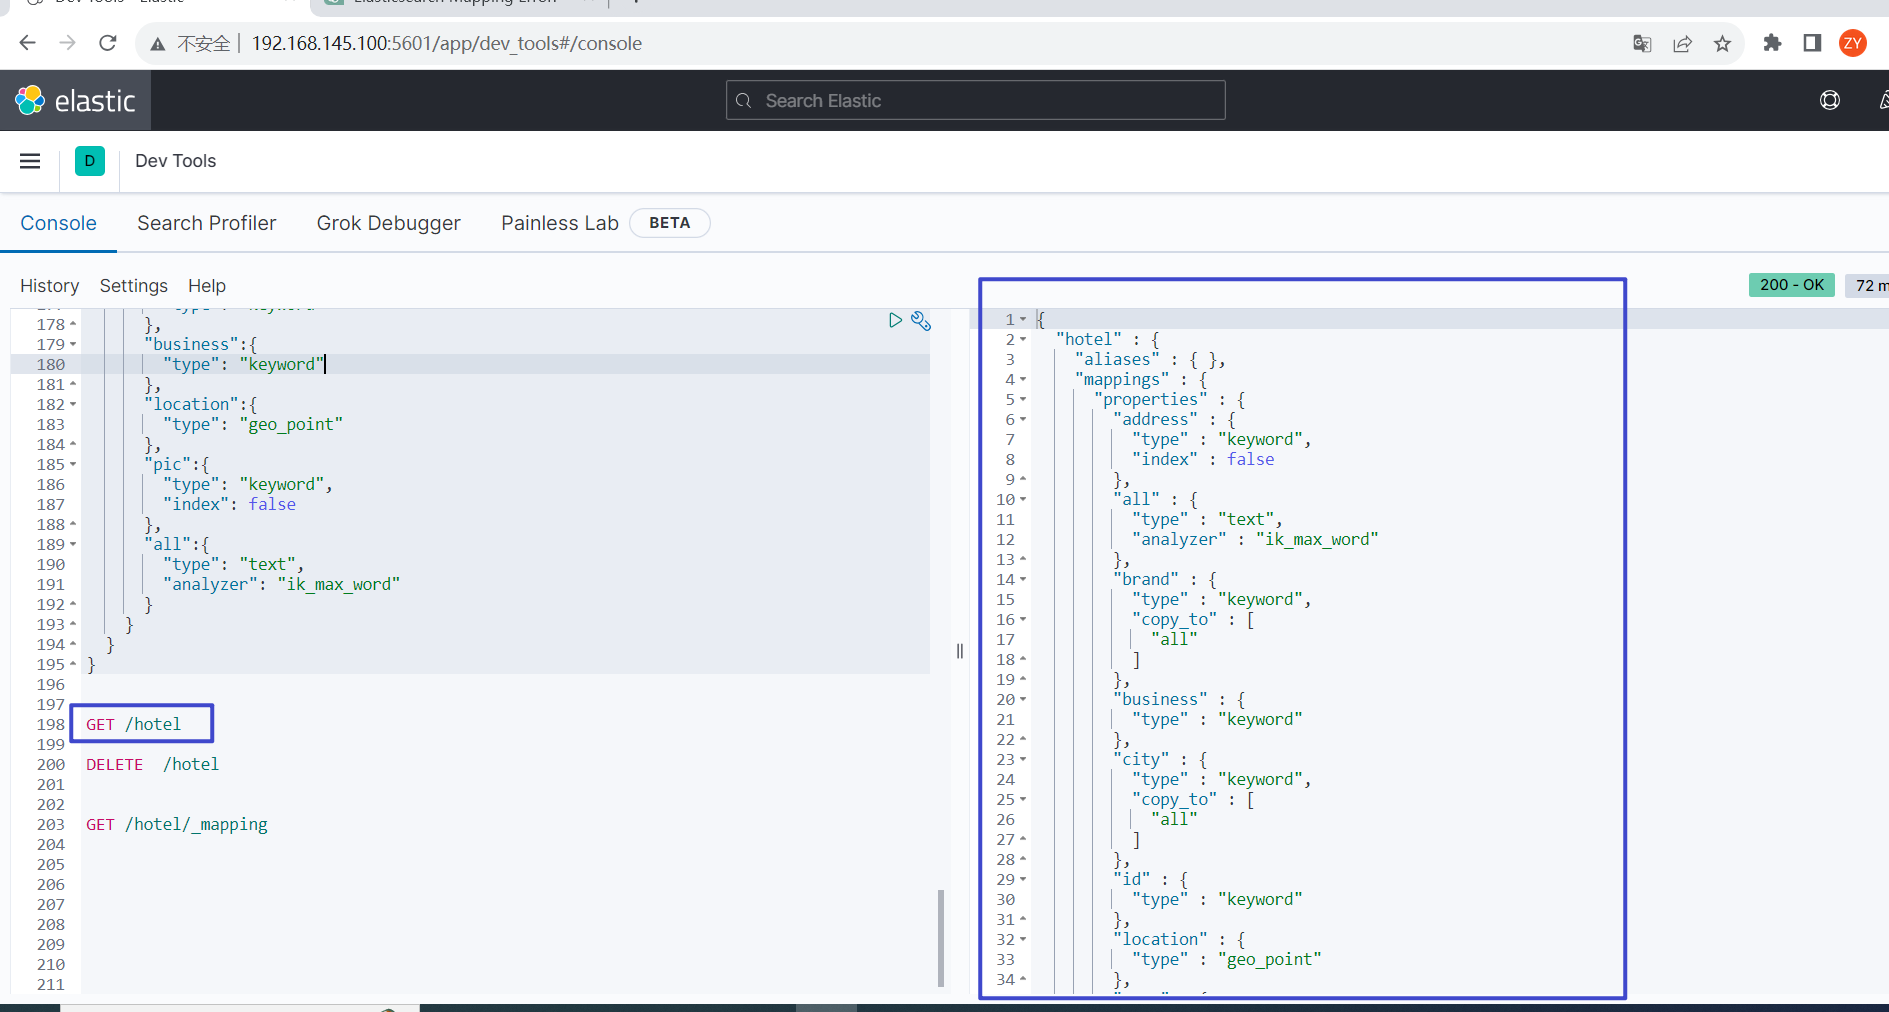 Dev Tools - Elastic
Elasticsearch Mapping Error
不安全 192.168.145.100:5601/app/dev_tools#/console
ZY
elastic
Search Elastic
D Dev Tools
Console Search Profiler Grok Debugger Painless Lab BETA
History Settings Help
200 - OK
72 m
178 },
179 "business":{
180 "type": "keyword"
181 },
182 "location":{
183 "type": "geo_point"
184 },
185 "pic":{
186 "type": "keyword",
187 "index": false
188 },
189 "all":{
190 "type": "text",
191 "analyzer": "ik_max_word"
192 }
193 }
194 }
195 }
196
197
198 GET /hotel
199
200 DELETE  /hotel
201
202
203 GET /hotel/_mapping
204
205
206
207
208
209
210
211
1 {
2 "hotel" : {
3 "aliases" : { },
4 "mappings" : {
5 "properties" : {
6 "address" : {
7 "type" : "keyword",
8 "index" : false
9 },
10 "all" : {
11 "type" : "text",
12 "analyzer" : "ik_max_word"
13 },
14 "brand" : {
15 "type" : "keyword",
16 "copy_to" : [
17 "all"
18 ]
19 },
20 "business" : {
21 "type" : "keyword"
22 },
23 "city" : {
24 "type" : "keyword",
25 "copy_to" : [
26 "all"
27 ]
28 },
29 "id" : {
30 "type" : "keyword"
31 },
32 "location" : {
33 "type" : "geo_point"
34 },